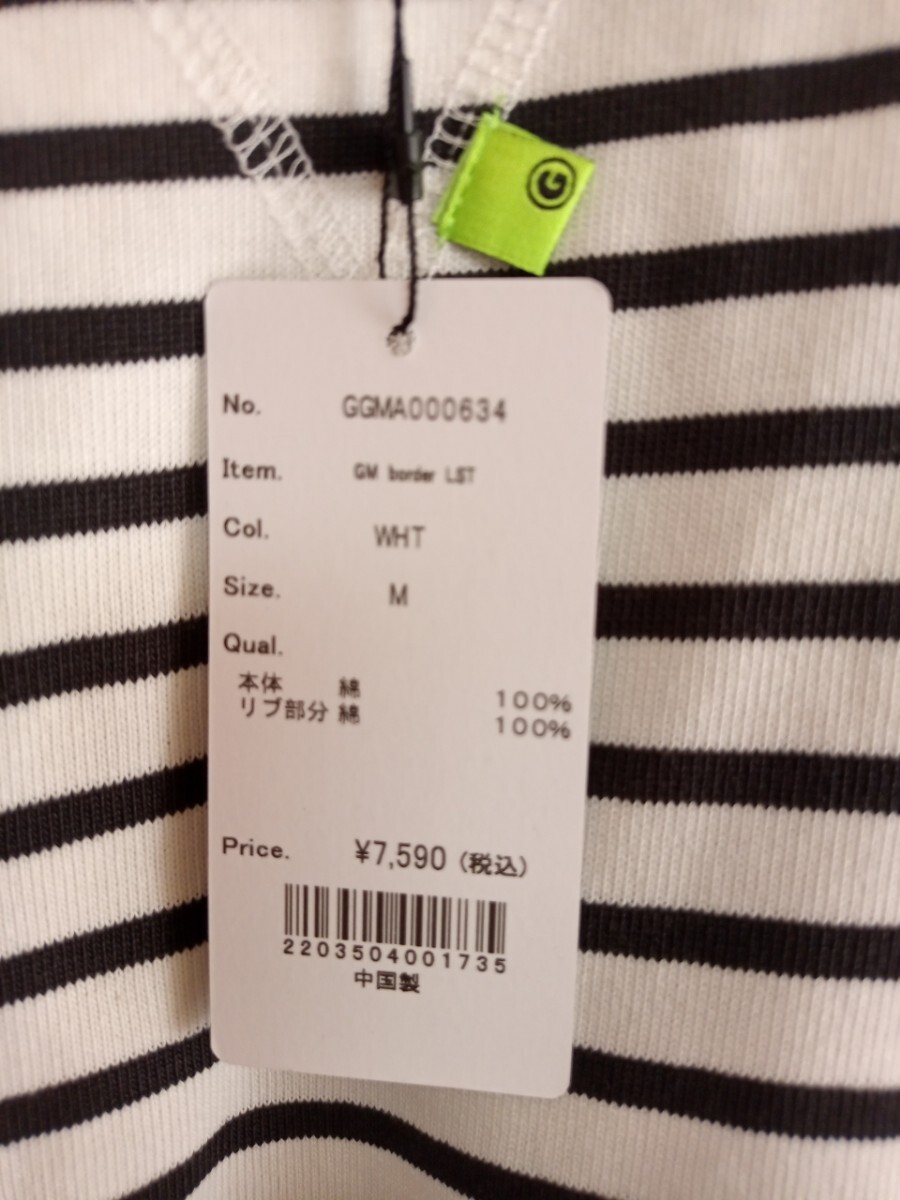 G
No. GGMA000634
Item. GM border LST
Col. WHT
Size. M
Qual.
本体 綿 100%
リブ部分 綿 100%
Price. ¥7,590 (税込)
2203504001735
中国製